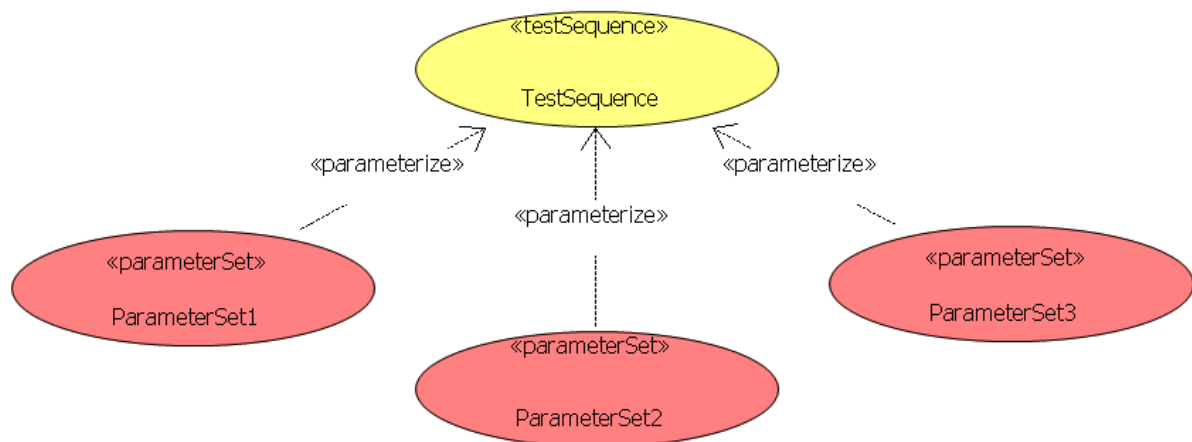 «testSequence»
TestSequence
«parameterize»
«parameterize»
«parameterize»
«parameterSet»
ParameterSet1
«parameterSet»
ParameterSet3
«parameterSet»
ParameterSet2